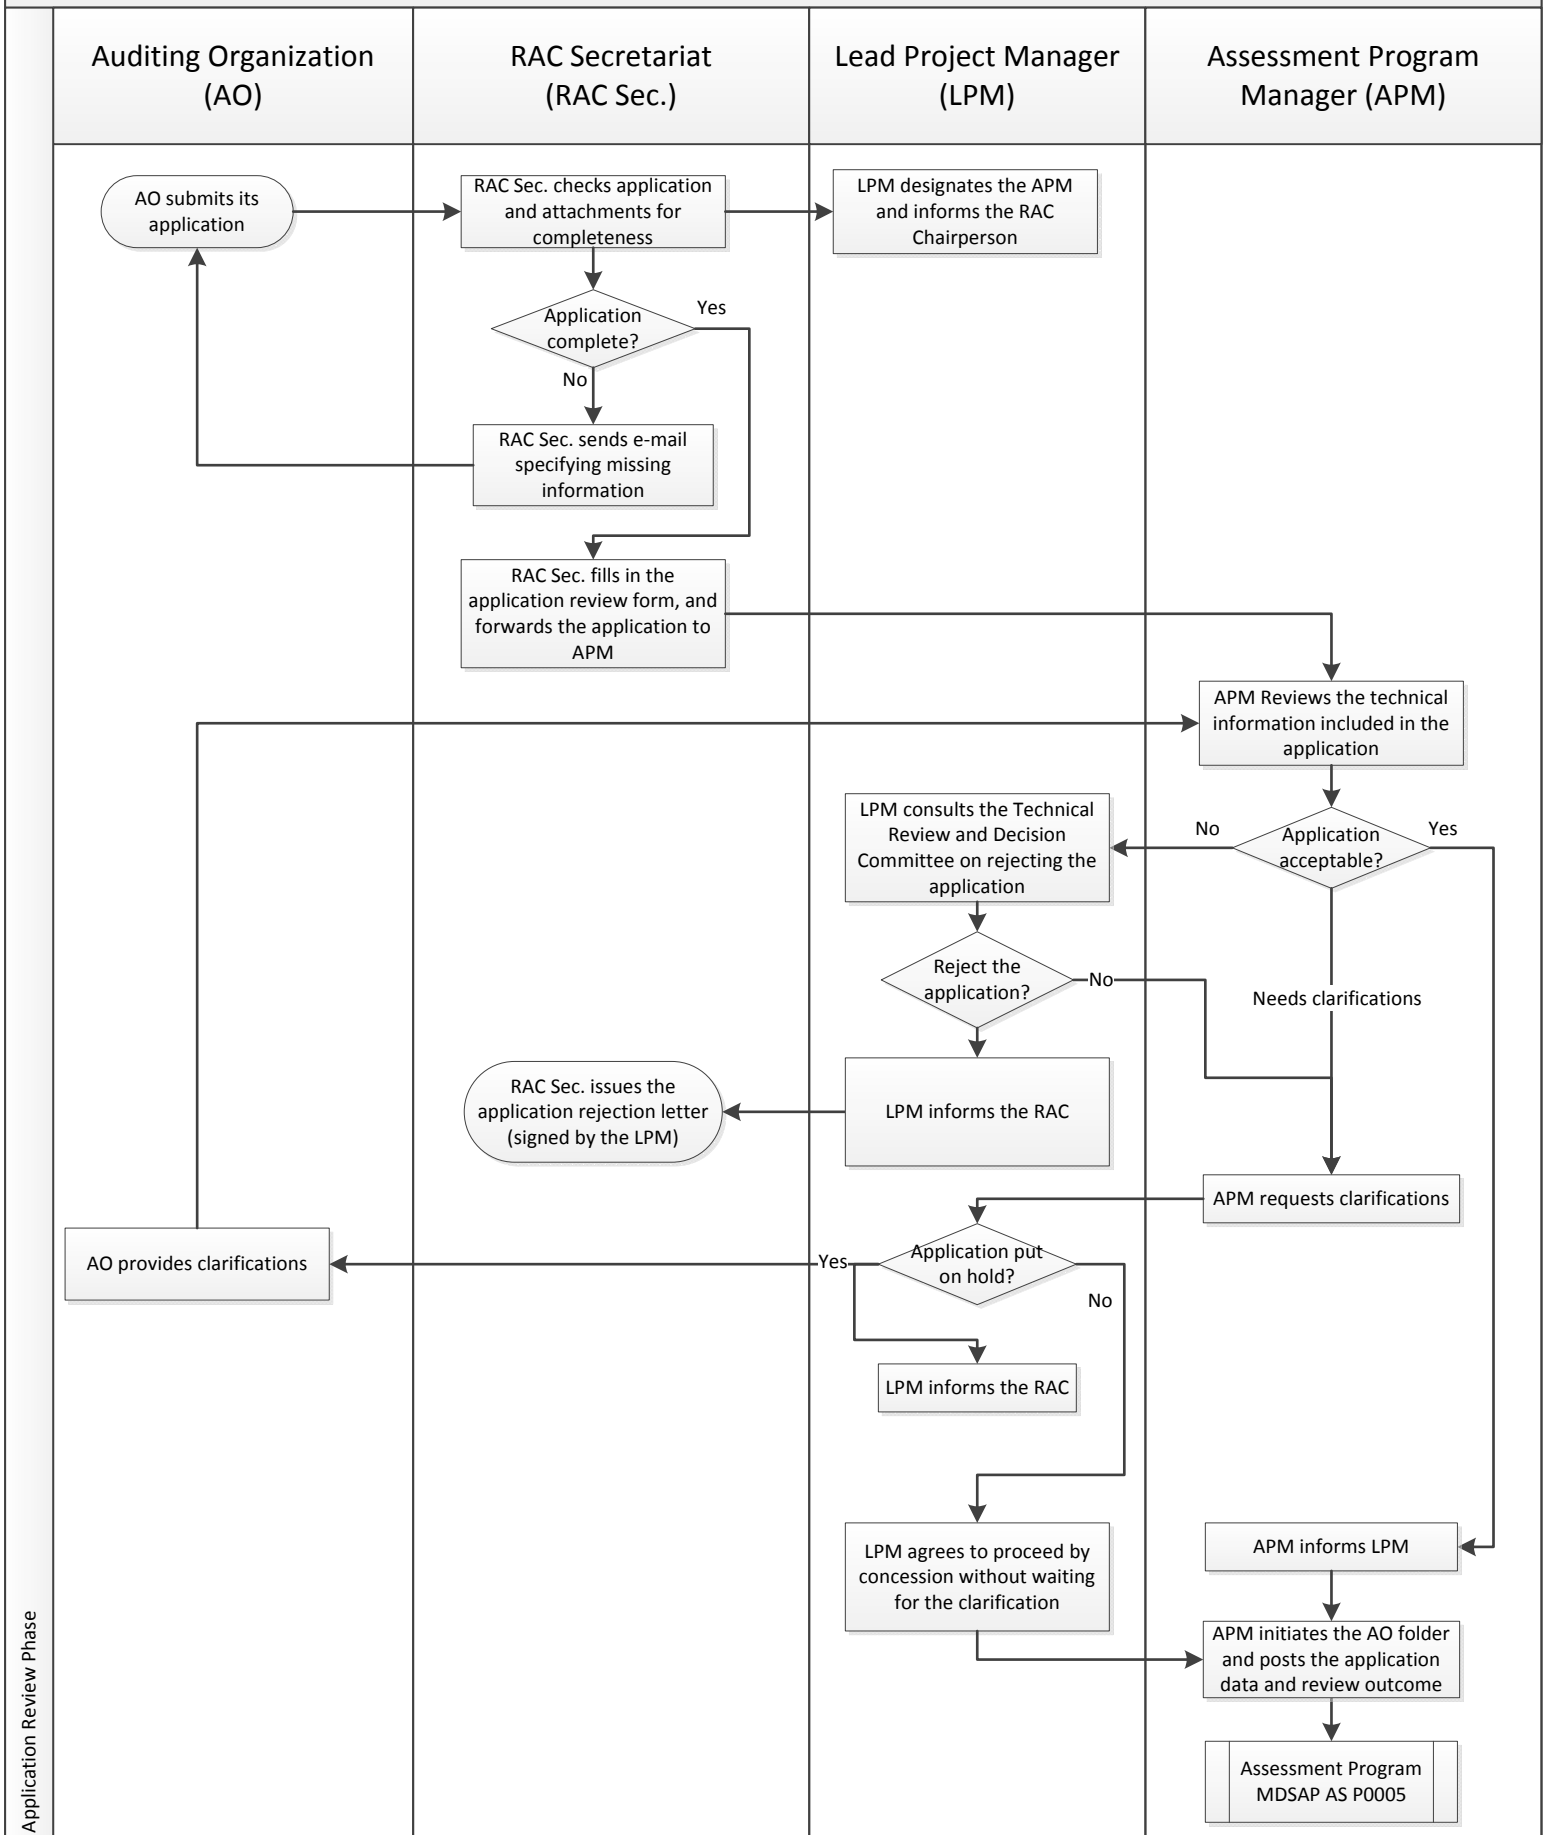 Auditing Organization
(AO)
RAC Secretariat
(RAC Sec.)
Lead Project Manager
(LPM)
Assessment Program
Manager (APM)
AO submits its
application
RAC Sec. checks application
and attachments for
completeness
LPM designates the APM
and informs the RAC
Chairperson
Application
complete?
Yes
No
RAC Sec. sends e-mail
specifying missing
information
RAC Sec. fills in the
application review form, and
forwards the application to
APM
APM Reviews the technical
information included in the
application
LPM consults the Technical
Review and Decision
Committee on rejecting the
application
No
Application
acceptable?
Yes
Reject the
application?
No
Needs clarifications
RAC Sec. issues the
application rejection letter
(signed by the LPM)
LPM informs the RAC
APM requests clarifications
AO provides clarifications
Yes
Application put
on hold?
No
LPM informs the RAC
LPM agrees to proceed by
concession without waiting
for the clarification
APM informs LPM
APM initiates the AO folder
and posts the application
data and review outcome
Assessment Program
MDSAP AS P0005
Application Review Phase